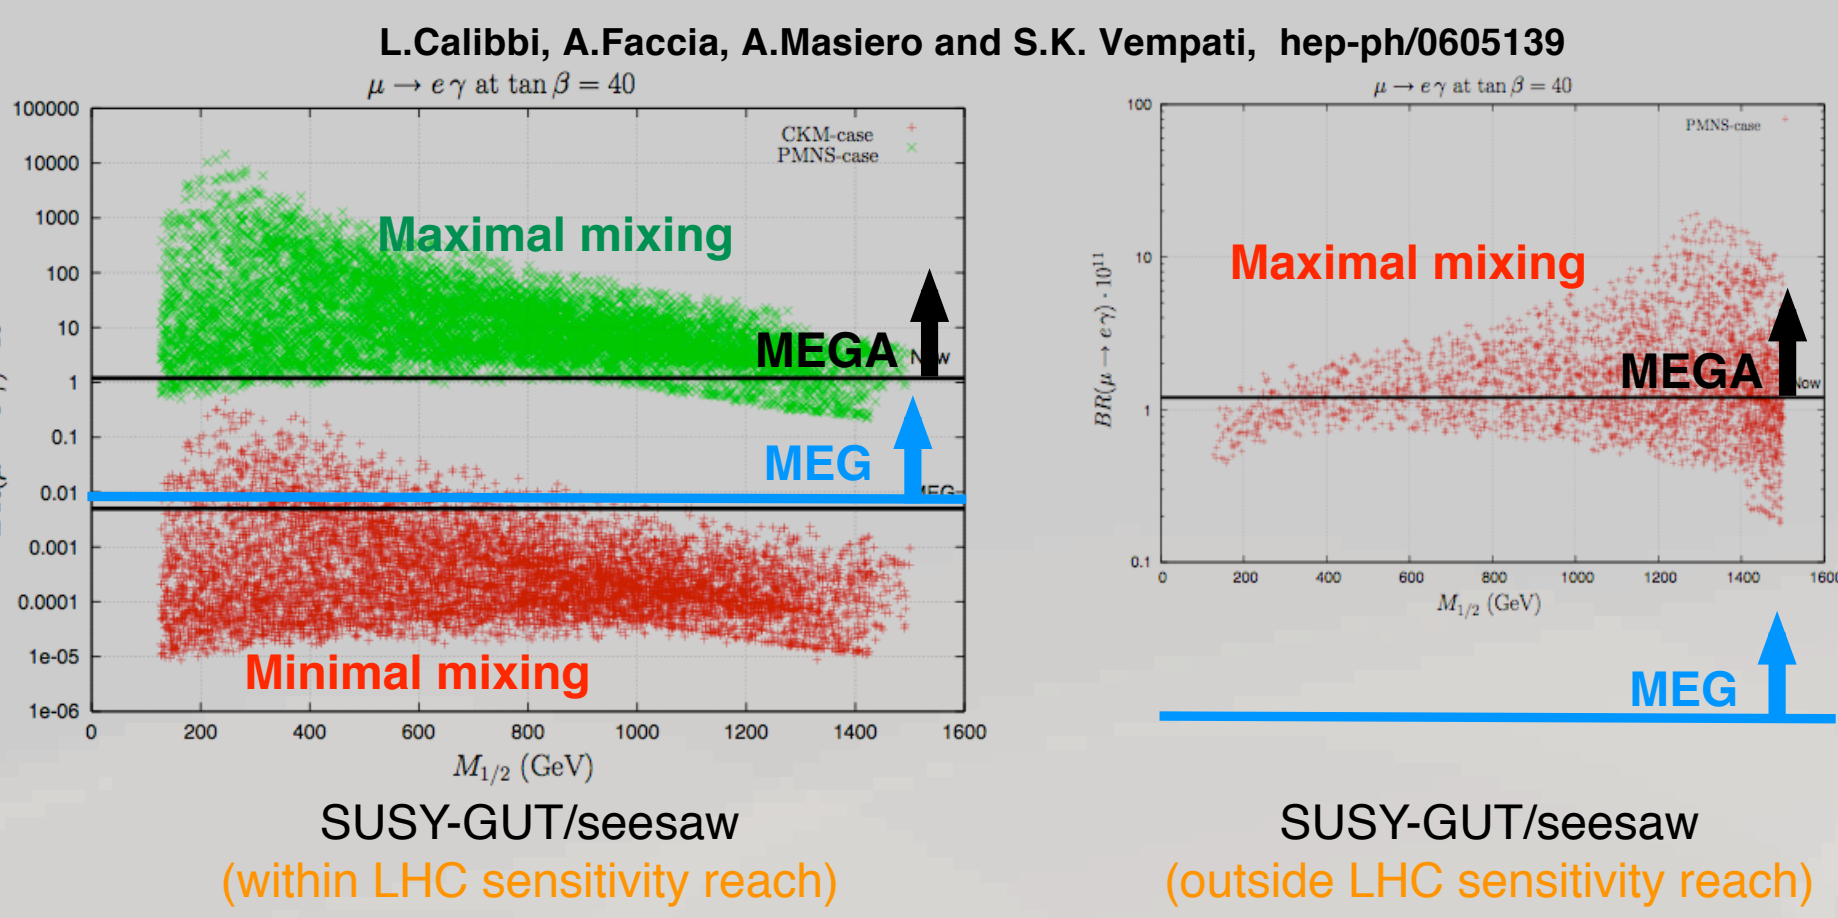 L.Calibbi, A.Faccia, A.Masiero and S.K. Vempati, hep-ph/0605139
μ → e γ at tan β = 40
100000
10000
1000
100
10
1
0.1
0.01
0.001
0.0001
1e-05
1e-06
CKM-case
PMNS-case
Maximal mixing
MEGA
MEG
Minimal mixing
0 200 400 600 800 1000 1200 1400 1600
M1/2 (GeV)
SUSY-GUT/seesaw
(within LHC sensitivity reach)
μ → e γ at tan β = 40
100
10
1
0.1
BR(μ → e γ) · 10^11
PMNS-case
Maximal mixing
MEGA
Now
0 200 400 600 800 1000 1200 1400 1600
M1/2 (GeV)
MEG
SUSY-GUT/seesaw
(outside LHC sensitivity reach)